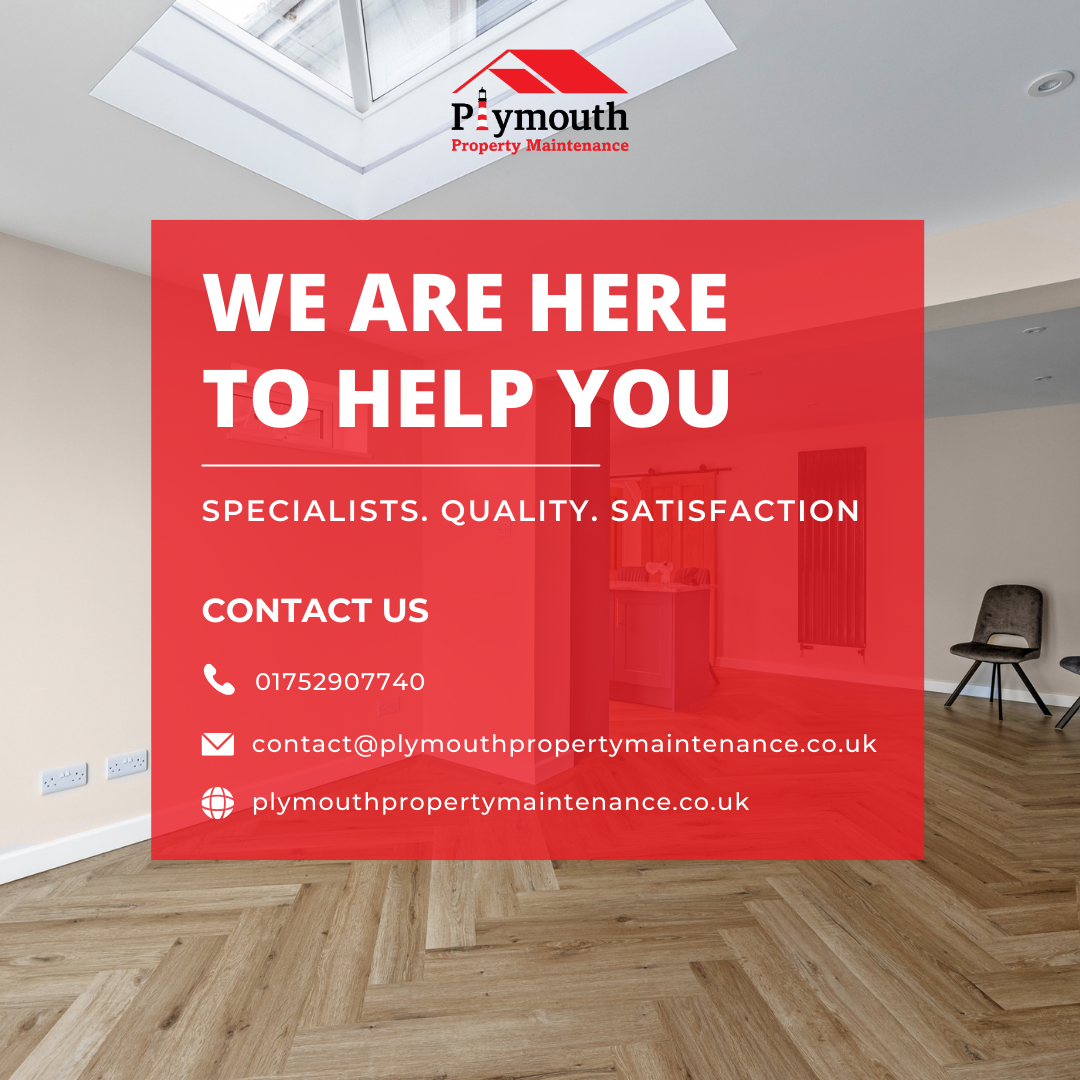 Plymouth
Property Maintenance
WE ARE HERE
TO HELP YOU
SPECIALISTS. QUALITY. SATISFACTION
CONTACT US
01752907740
contact@plymouthpropertymaintenance.co.uk
plymouthpropertymaintenance.co.uk